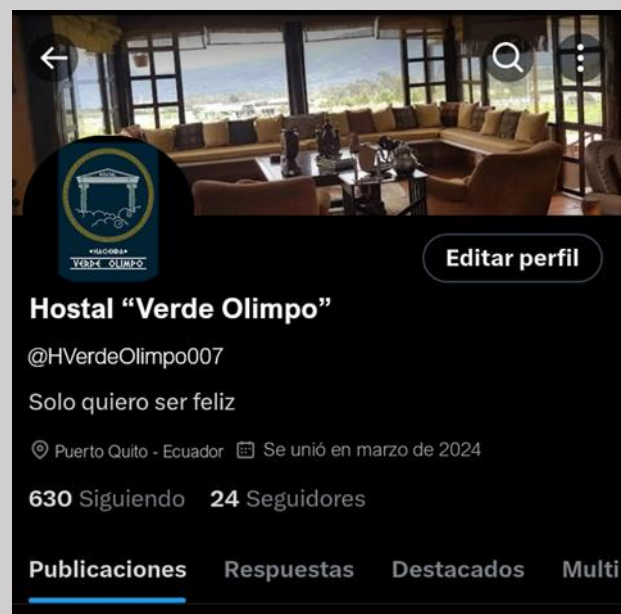 HOSTAL
•HACIENDA•
VERDE OLIMPO
Editar perfil
Hostal “Verde Olimpo”
@HVerdeOlimpo007
Solo quiero ser feliz
Puerto Quito - Ecuador Se unió en marzo de 2024
630 Siguiendo 24 Seguidores
Publicaciones Respuestas Destacados Multi